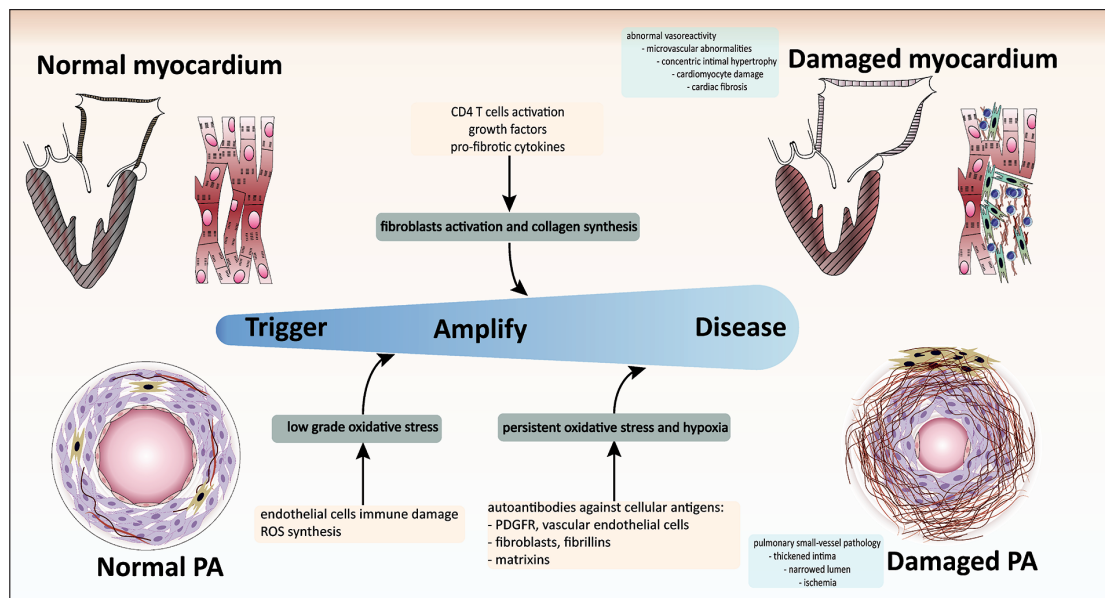 Normal myocardium
abnormal vasoreactivity
- microvascular abnormalities
- concentric intimal hypertrophy
- cardiomyocyte damage
- cardiac fibrosis
Damaged myocardium
CD4 T cells activation
growth factors
pro-fibrotic cytokines
fibroblasts activation and collagen synthesis
Trigger
Amplify
Disease
low grade oxidative stress
persistent oxidative stress and hypoxia
endothelial cells immune damage
ROS synthesis
autoantibodies against cellular antigens:
- PDGFR, vascular endothelial cells
- fibroblasts, fibrillins
- matrixins
Normal PA
pulmonary small-vessel pathology
- thickened intima
- narrowed lumen
- ischemia
Damaged PA